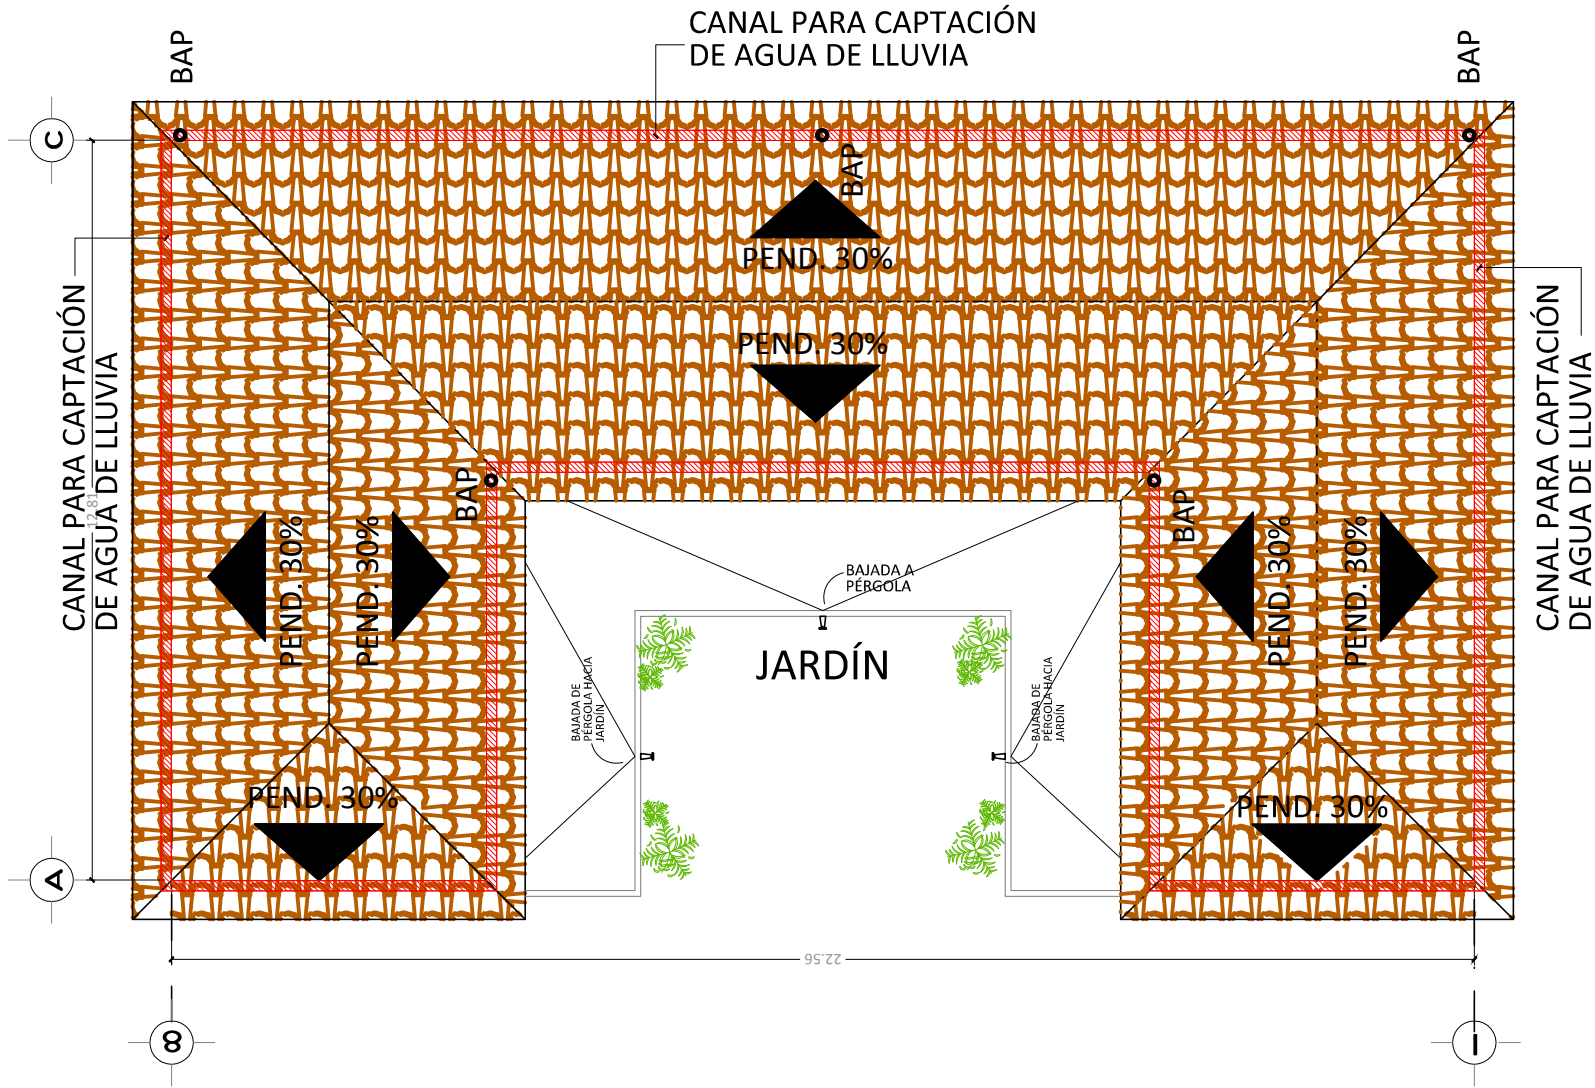 CANAL PARA CAPTACIÓN
DE AGUA DE LLUVIA
BAP
BAP
C
BAP
PEND. 30%
PEND. 30%
CANAL PARA CAPTACIÓN
DE AGUA DE LLUVIA
12.81
CANAL PARA CAPTACIÓN
DE AGUA DE LLUVIA
BAP
BAP
PEND. 30%
PEND. 30%
PEND. 30%
PEND. 30%
BAJADA A
PÉRGOLA
JARDÍN
BAJADA DE
PÉRGOLA HACIA
JARDÍN
BAJADA DE
PÉRGOLA HACIA
JARDÍN
PEND. 30%
PEND. 30%
A
22.56
8
I